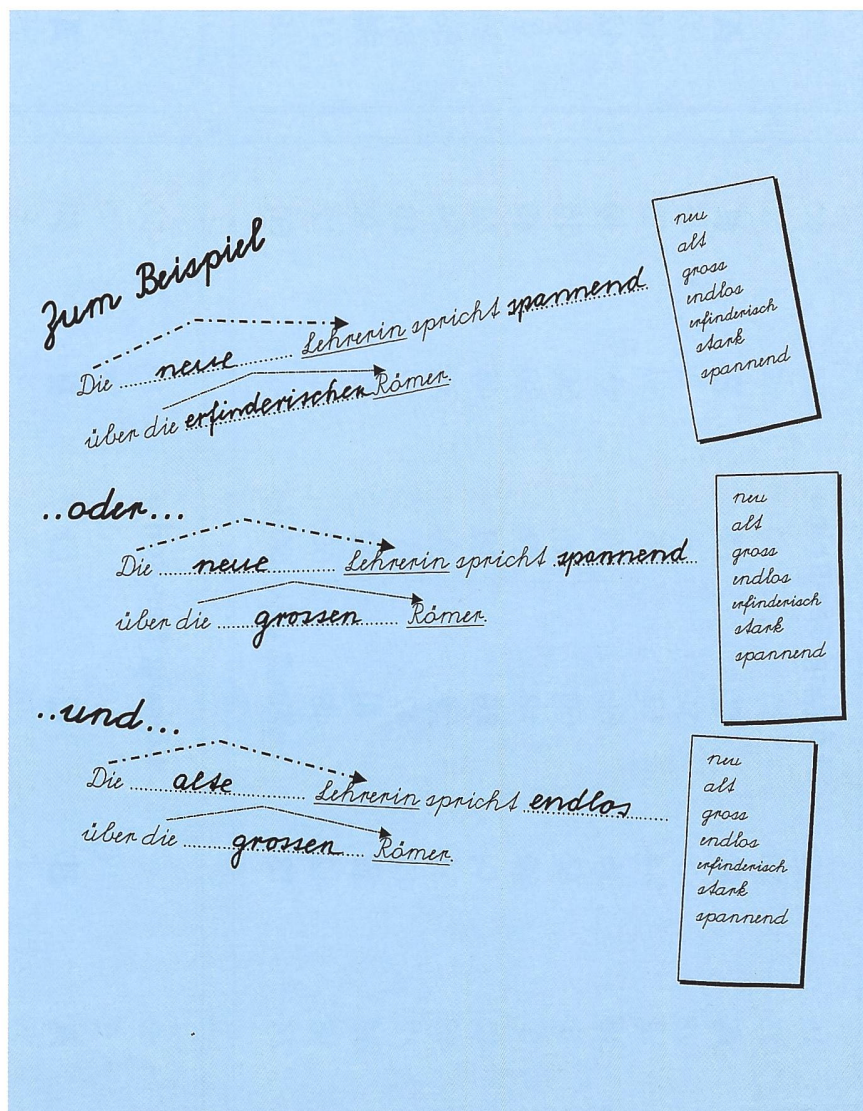 Zum Beispiel
Die ... neue ... Lehrerin spricht spannend
über die erfinderischen Römer.
neu
alt
gross
endlos
erfinderisch
stark
spannend
..oder...
Die ... neue ... Lehrerin spricht spannend
über die ... grossen ... Römer.
neu
alt
gross
endlos
erfinderisch
stark
spannend
..und...
Die ... alte ... Lehrerin spricht endlos
über die ... grossen ... Römer.
neu
alt
gross
endlos
erfinderisch
stark
spannend